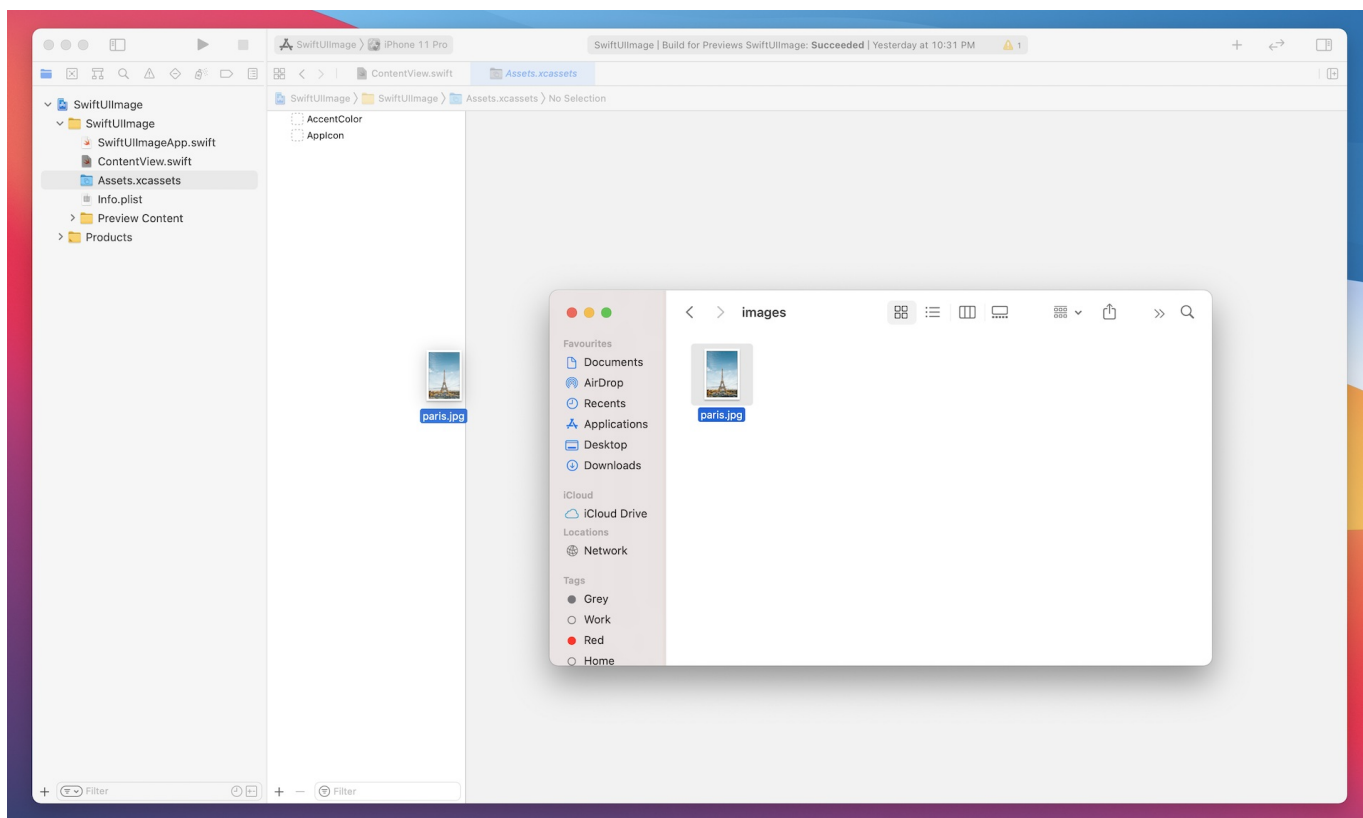 SwiftUIImage 〉 iPhone 11 Pro
SwiftUIImage | Build for Previews SwiftUIImage: Succeeded | Yesterday at 10:31 PM
1
ContentView.swift
Assets.xcassets
SwiftUIImage 〉 SwiftUIImage 〉 Assets.xcassets 〉 No Selection
SwiftUIImage
SwiftUIImage
SwiftUIImageApp.swift
ContentView.swift
Assets.xcassets
Info.plist
Preview Content
Products
AccentColor
AppIcon
paris.jpg
images
Favourites
Documents
AirDrop
Recents
Applications
Desktop
Downloads
iCloud
iCloud Drive
Locations
Network
Tags
Grey
Work
Red
Home
paris.jpg
Filter
Filter